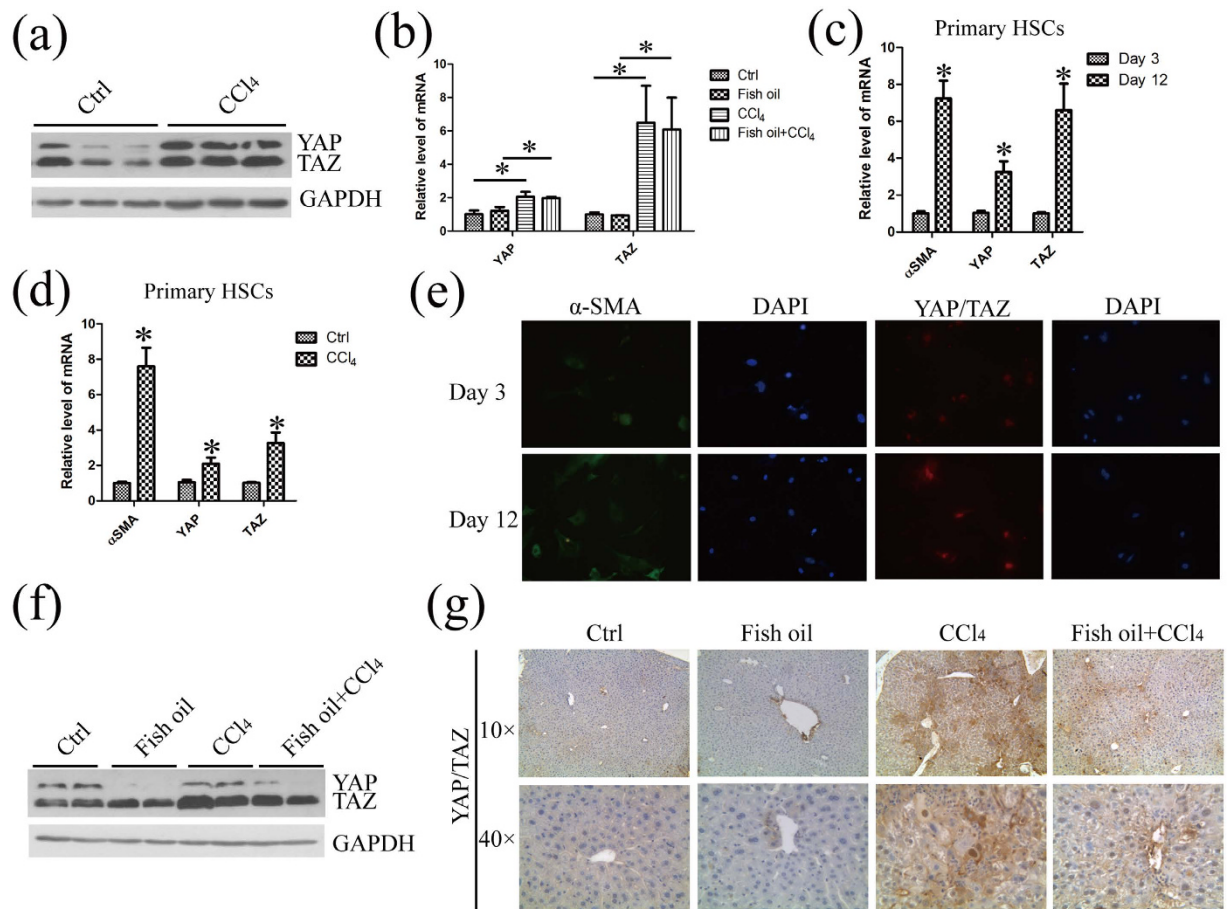 (a)
Ctrl
CCl₄
YAP
TAZ
GAPDH
(b)
Relative level of mRNA
10
8
6
4
2
0
*
*
*
*
YAP
TAZ
Ctrl
Fish oil
CCl₄
Fish oil+CCl₄
(c)
Primary HSCs
Relative level of mRNA
10
8
6
4
2
0
*
*
*
αSMA
YAP
TAZ
Day 3
Day 12
(d)
Primary HSCs
Relative level of mRNA
10
8
6
4
2
0
*
*
*
αSMA
YAP
TAZ
Ctrl
CCl₄
(e)
α-SMA
DAPI
YAP/TAZ
DAPI
Day 3
Day 12
(f)
Ctrl
Fish oil
CCl₄
Fish oil+CCl₄
YAP
TAZ
GAPDH
(g)
Ctrl
Fish oil
CCl₄
Fish oil+CCl₄
YAP/TAZ
10×
40×